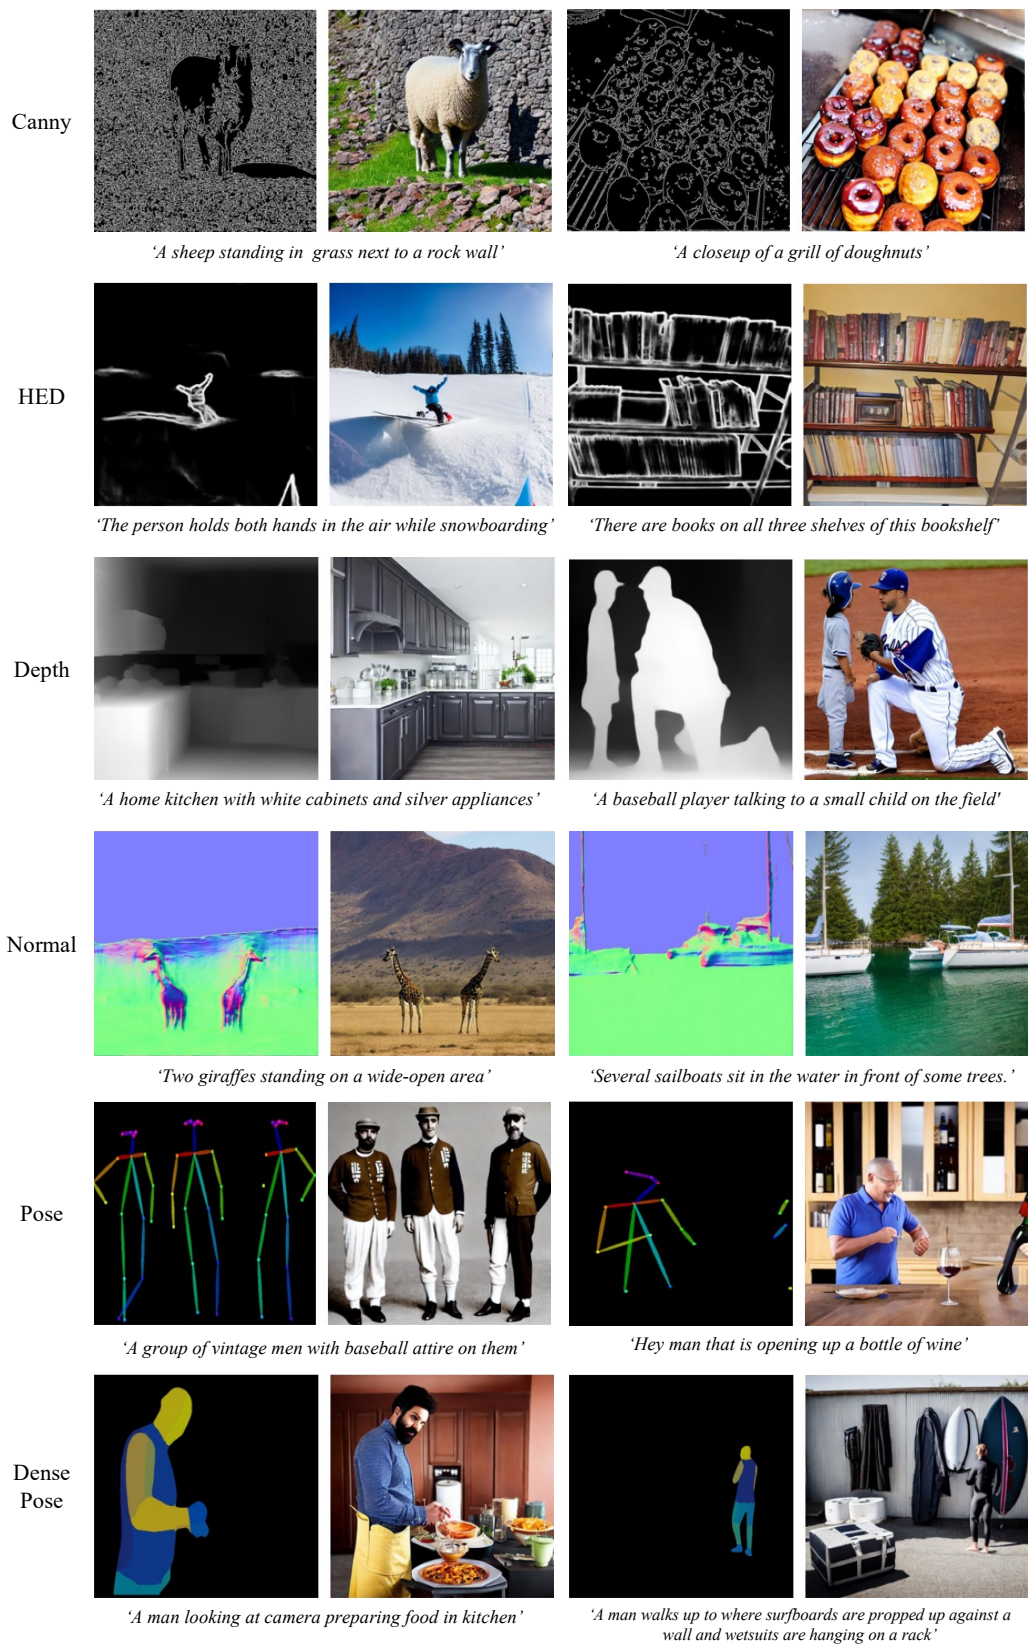 Canny
‘A sheep standing in grass next to a rock wall’
‘A closeup of a grill of doughnuts’
HED
‘The person holds both hands in the air while snowboarding’
‘There are books on all three shelves of this bookshelf’
Depth
‘A home kitchen with white cabinets and silver appliances’
‘A baseball player talking to a small child on the field'
Normal
‘Two giraffes standing on a wide-open area’
‘Several sailboats sit in the water in front of some trees.’
Pose
‘A group of vintage men with baseball attire on them’
‘Hey man that is opening up a bottle of wine’
Dense
Pose
‘A man looking at camera preparing food in kitchen’
‘A man walks up to where surfboards are propped up against a
wall and wetsuits are hanging on a rack’